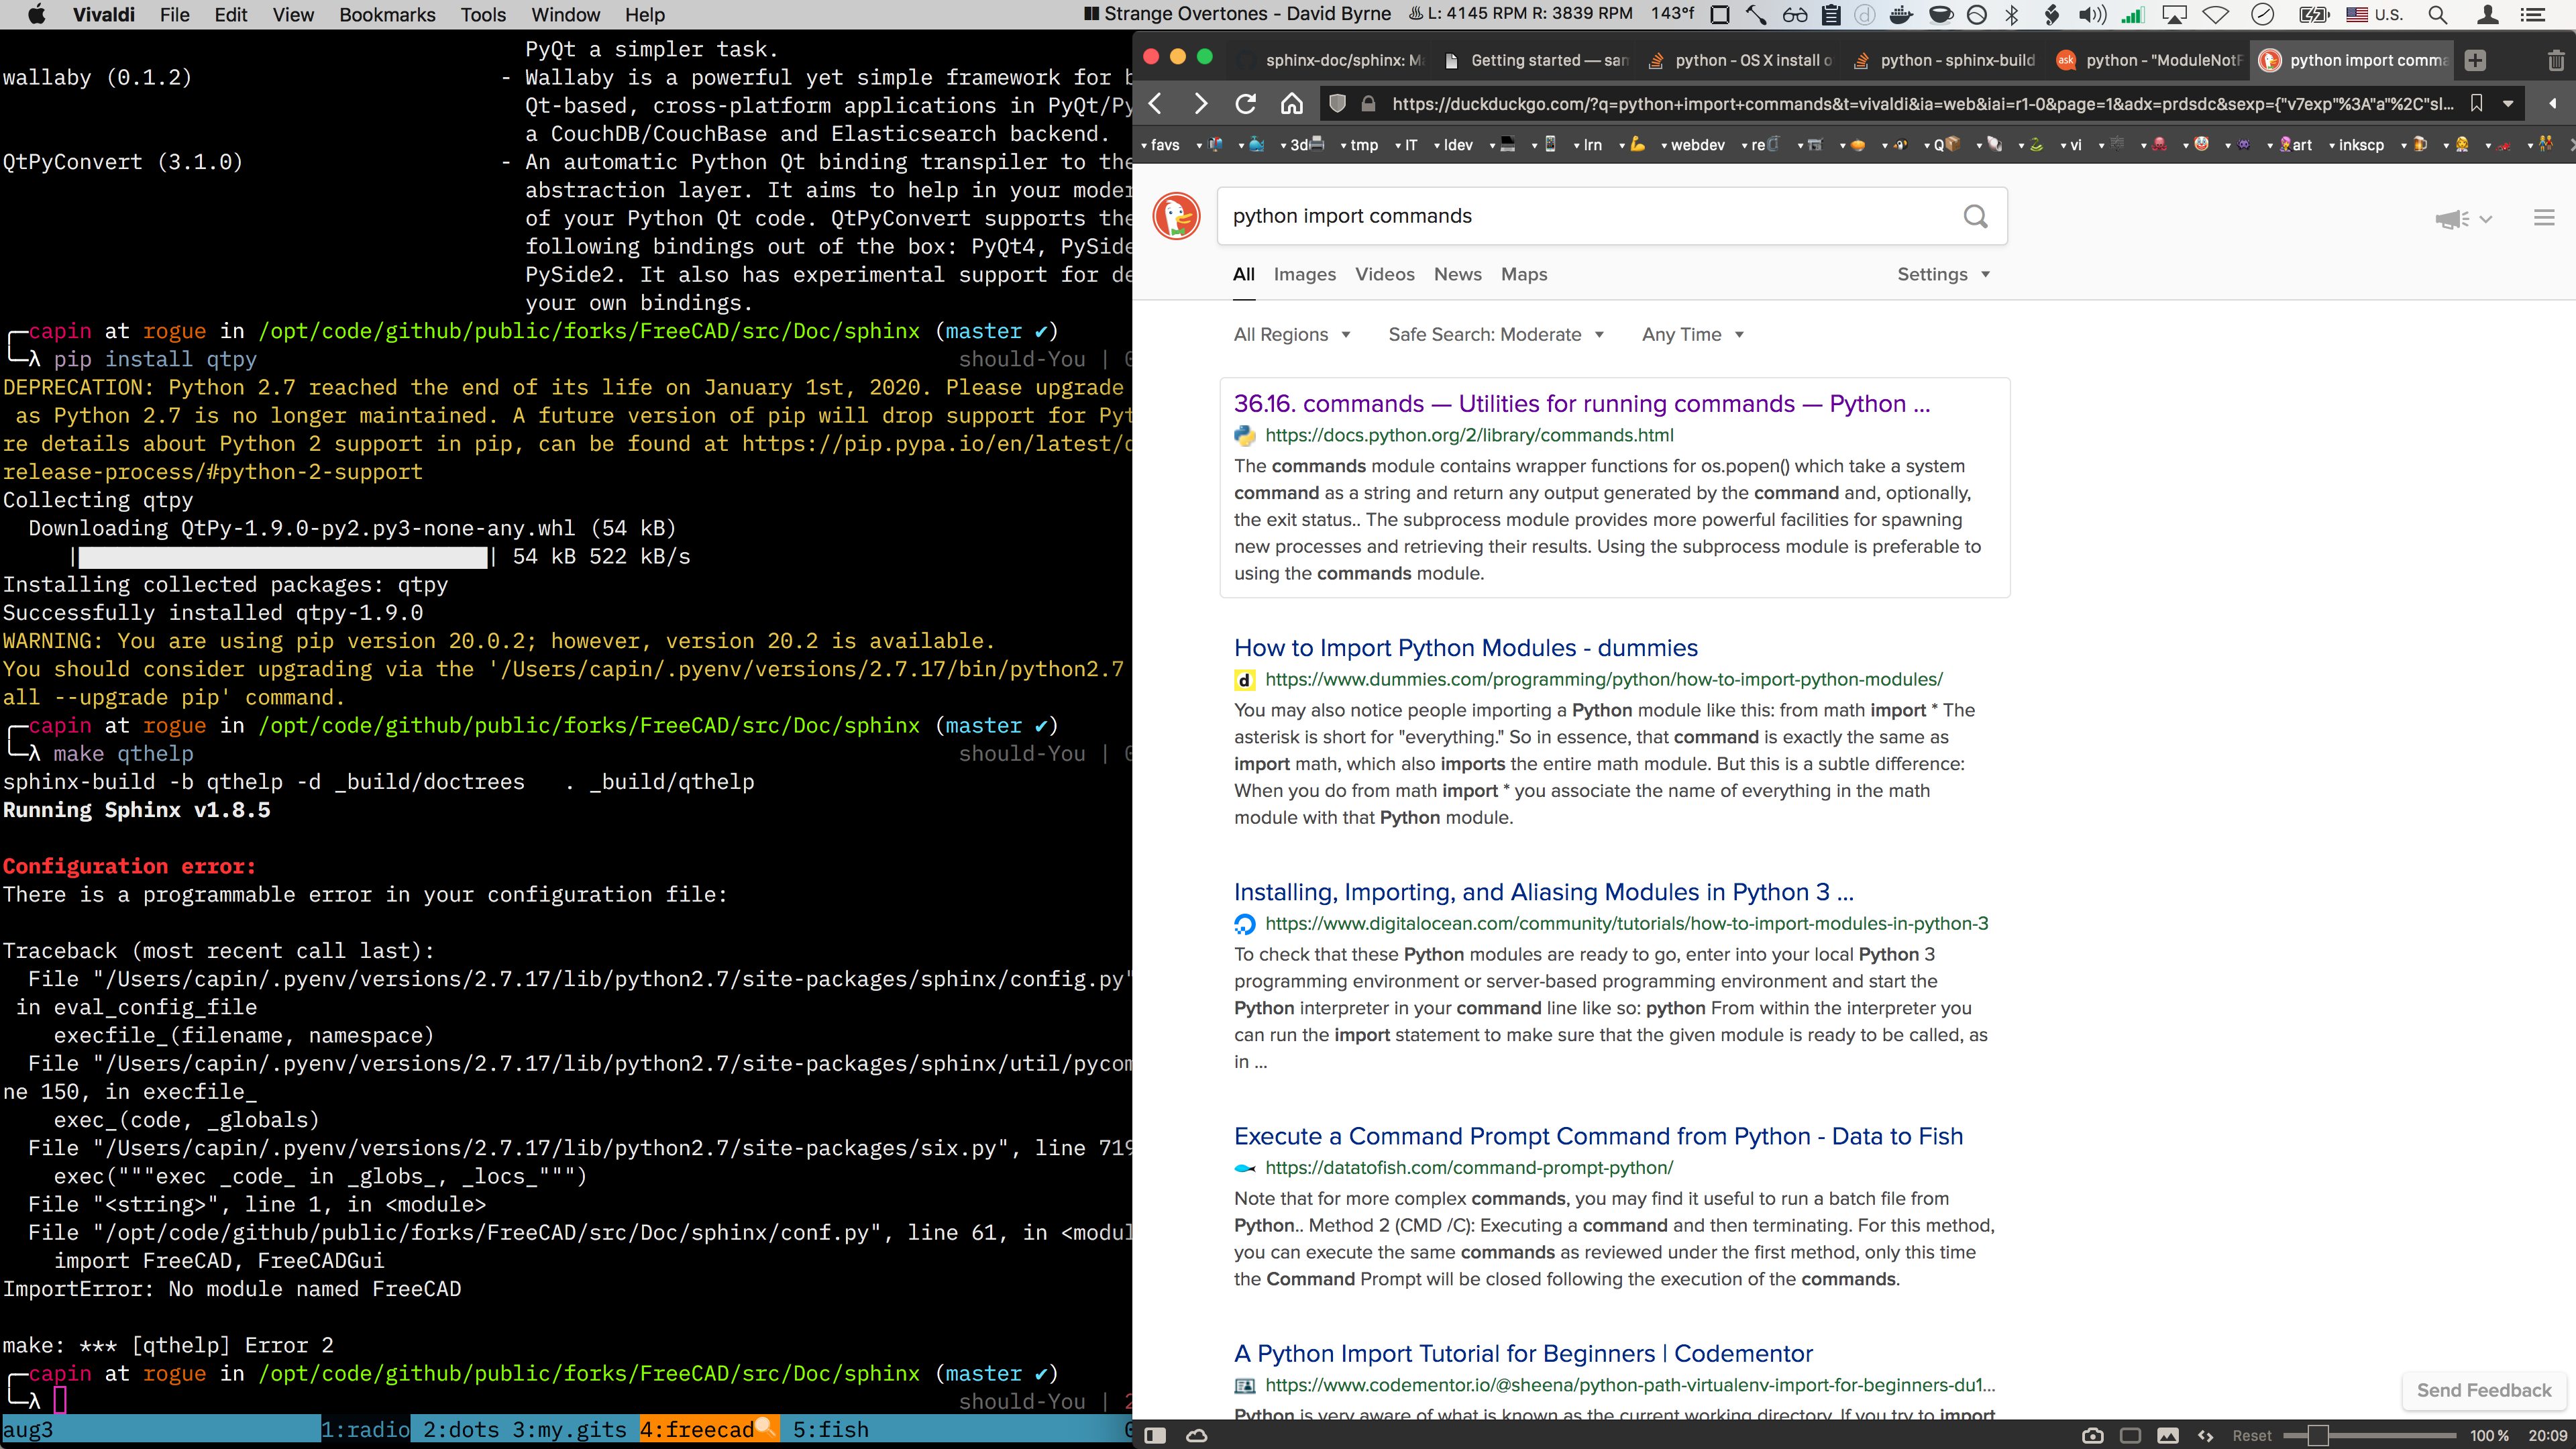 Vivaldi File Edit View Bookmarks Tools Window Help
Strange Overtones - David Byrne L: 4145 RPM R: 3839 RPM 143°f U.S.
PyQt a simpler task.
wallaby (0.1.2) - Wallaby is a powerful yet simple framework for b
Qt-based, cross-platform applications in PyQt/Py
a CouchDB/CouchBase and Elasticsearch backend.
QtPyConvert (3.1.0) - An automatic Python Qt binding transpiler to the
abstraction layer. It aims to help in your moder
of your Python Qt code. QtPyConvert supports the
following bindings out of the box: PyQt4, PySide
PySide2. It also has experimental support for de
your own bindings.
capin at rogue in /opt/code/github/public/forks/FreeCAD/src/Doc/sphinx (master ✔)
λ pip install qtpy should-You | 0
DEPRECATION: Python 2.7 reached the end of its life on January 1st, 2020. Please upgrade
as Python 2.7 is no longer maintained. A future version of pip will drop support for Pyt
re details about Python 2 support in pip, can be found at https://pip.pypa.io/en/latest/d
release-process/#python-2-support
Collecting qtpy
Downloading QtPy-1.9.0-py2.py3-none-any.whl (54 kB)
| | 54 kB 522 kB/s
Installing collected packages: qtpy
Successfully installed qtpy-1.9.0
WARNING: You are using pip version 20.0.2; however, version 20.2 is available.
You should consider upgrading via the '/Users/capin/.pyenv/versions/2.7.17/bin/python2.7
all --upgrade pip' command.
capin at rogue in /opt/code/github/public/forks/FreeCAD/src/Doc/sphinx (master ✔)
λ make qthelp should-You | 0
sphinx-build -b qthelp -d _build/doctrees . _build/qthelp
Running Sphinx v1.8.5
Configuration error:
There is a programmable error in your configuration file:
Traceback (most recent call last):
File "/Users/capin/.pyenv/versions/2.7.17/lib/python2.7/site-packages/sphinx/config.py"
in eval_config_file
execfile_(filename, namespace)
File "/Users/capin/.pyenv/versions/2.7.17/lib/python2.7/site-packages/sphinx/util/pycom
ne 150, in execfile_
exec_(code, _globals)
File "/Users/capin/.pyenv/versions/2.7.17/lib/python2.7/site-packages/six.py", line 719
exec("""exec _code_ in _globs_, _locs_""")
File "<string>", line 1, in <module>
File "/opt/code/github/public/forks/FreeCAD/src/Doc/sphinx/conf.py", line 61, in <modul
import FreeCAD, FreeCADGui
ImportError: No module named FreeCAD
make: *** [qthelp] Error 2
capin at rogue in /opt/code/github/public/forks/FreeCAD/src/Doc/sphinx (master ✔)
λ should-You | 2
aug3 1:radio 2:dots 3:my.gits 4:freecad 5:fish 0
sphinx-doc/sphinx: Ma Getting started — sam python - OS X install o python - sphinx-build ask python - "ModuleNotF python import comma
https://duckduckgo.com/?q=python+import+commands&t=vivaldi&ia=web&iai=r1-0&page=1&adx=prdsdc&sexp={"v7exp"%3A"a"%2C"sl...
favs 3d tmp IT ldev lrn webdev re Q vi art inkscp
python import commands
All Images Videos News Maps Settings
All Regions Safe Search: Moderate Any Time
36.16. commands — Utilities for running commands — Python ...
https://docs.python.org/2/library/commands.html
The commands module contains wrapper functions for os.popen() which take a system
command as a string and return any output generated by the command and, optionally,
the exit status.. The subprocess module provides more powerful facilities for spawning
new processes and retrieving their results. Using the subprocess module is preferable to
using the commands module.
How to Import Python Modules - dummies
d https://www.dummies.com/programming/python/how-to-import-python-modules/
You may also notice people importing a Python module like this: from math import * The
asterisk is short for "everything." So in essence, that command is exactly the same as
import math, which also imports the entire math module. But this is a subtle difference:
When you do from math import * you associate the name of everything in the math
module with that Python module.
Installing, Importing, and Aliasing Modules in Python 3 ...
https://www.digitalocean.com/community/tutorials/how-to-import-modules-in-python-3
To check that these Python modules are ready to go, enter into your local Python 3
programming environment or server-based programming environment and start the
Python interpreter in your command line like so: python From within the interpreter you
can run the import statement to make sure that the given module is ready to be called, as
in ...
Execute a Command Prompt Command from Python - Data to Fish
https://datatofish.com/command-prompt-python/
Note that for more complex commands, you may find it useful to run a batch file from
Python.. Method 2 (CMD /C): Executing a command and then terminating. For this method,
you can execute the same commands as reviewed under the first method, only this time
the Command Prompt will be closed following the execution of the commands.
A Python Import Tutorial for Beginners | Codementor
https://www.codementor.io/@sheena/python-path-virtualenv-import-for-beginners-du1...
Python is very aware of what is known as the current working directory. If you try to import
Send Feedback
Reset 100 % 20:09